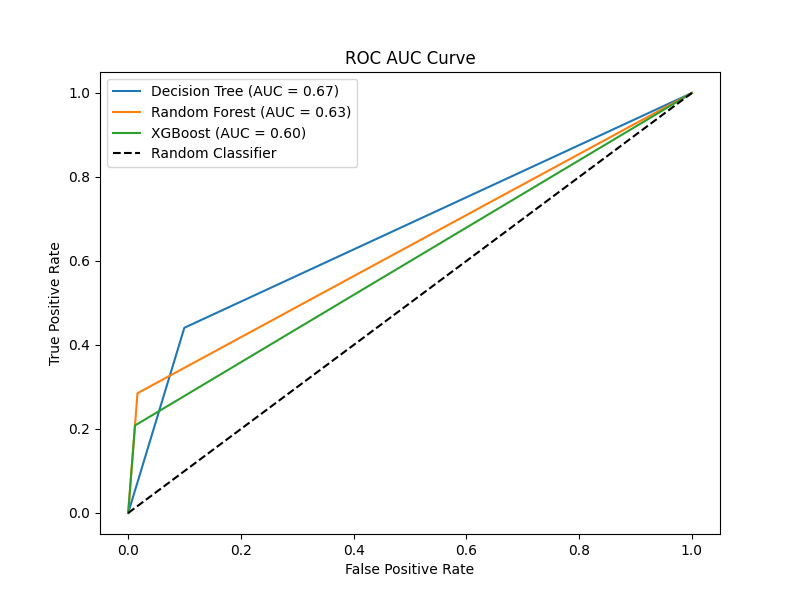 ROC AUC Curve
Decision Tree (AUC = 0.67)
Random Forest (AUC = 0.63)
XGBoost (AUC = 0.60)
Random Classifier
True Positive Rate
1.0
0.8
0.6
0.4
0.2
0.0
0.0 0.2 0.4 0.6 0.8 1.0
False Positive Rate